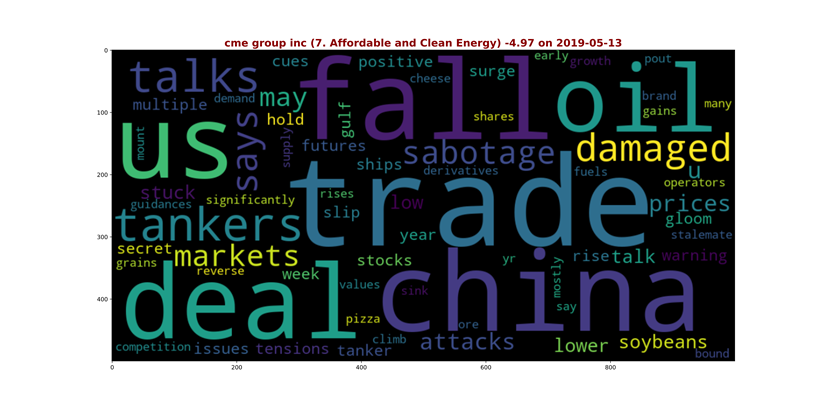 cme group inc (7. Affordable and Clean Energy) -4.97 on 2019-05-13
0
100
200
300
400
0
200
400
600
800
talks
cues
positive
cheese
surge
early
growth
pout
multiple
demand
may
fall
oil
brand
gains
many
us
mount
says
hold
supply
gulf
shares
futures
ships
sabotage
derivatives
damaged
fuels
u
operators
stuck
guidances
significantly
rises
slip
low
trade
prices
gloom
stalemate
tankers
year
secret
markets
grains
reverse
week
stocks
yr
mostly
rise
talk
warning
deal
values
sink
china
say
pizza
ore
climb
competition
issues
tensions
tanker
attacks
lower
soybeans
bound